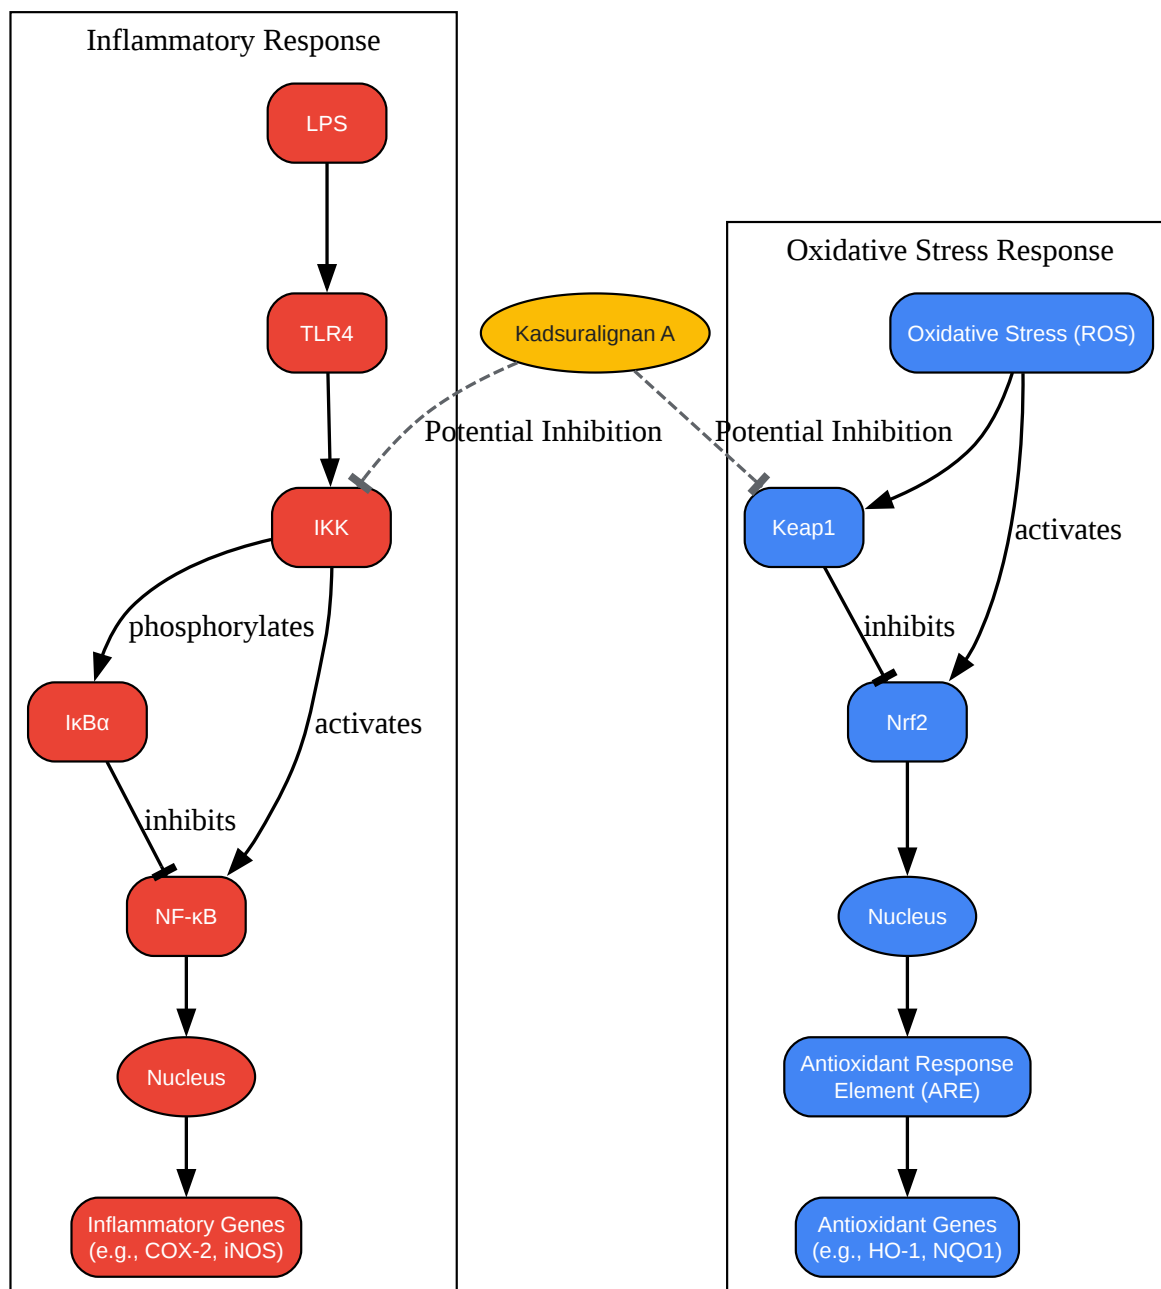 Inflammatory Response
LPS
TLR4
IKK
phosphorylates
activates
IκBα
inhibits
NF-κB
Nucleus
Inflammatory Genes
(e.g., COX-2, iNOS)
Kadsuralignan A
Potential Inhibition
Potential Inhibition
Oxidative Stress Response
Oxidative Stress (ROS)
Keap1
activates
inhibits
Nrf2
Nucleus
Antioxidant Response
Element (ARE)
Antioxidant Genes
(e.g., HO-1, NQO1)